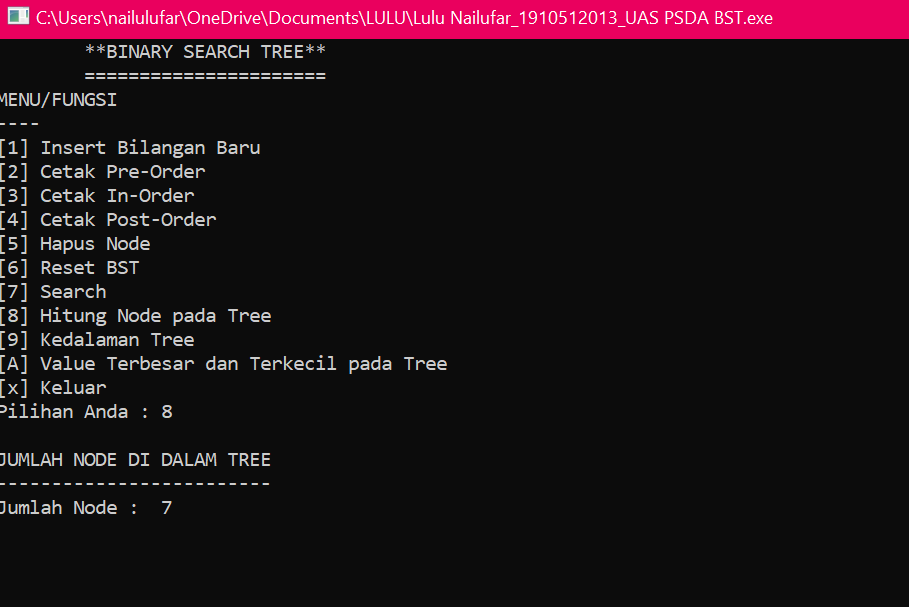 C:\Users\nailulufar\OneDrive\Documents\LULU\Lulu Nailufar_1910512013_UAS PSDA BST.exe
**BINARY SEARCH TREE**
======================
MENU/FUNGSI
----
[1] Insert Bilangan Baru
[2] Cetak Pre-Order
[3] Cetak In-Order
[4] Cetak Post-Order
[5] Hapus Node
[6] Reset BST
[7] Search
[8] Hitung Node pada Tree
[9] Kedalaman Tree
[A] Value Terbesar dan Terkecil pada Tree
[x] Keluar
Pilihan Anda : 8
JUMLAH NODE DI DALAM TREE
-------------------------
Jumlah Node :  7